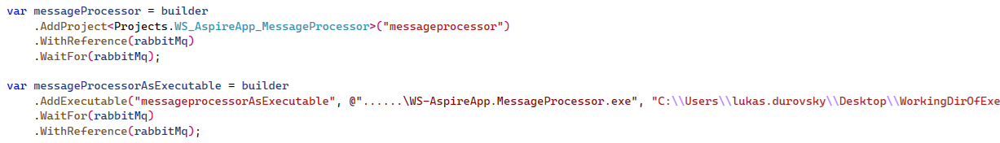 var messageProcessor = builder
    .AddProject<Projects.WS_AspireApp_MessageProcessor>("messageprocessor")
    .WithReference(rabbitMq)
    .WaitFor(rabbitMq);

var messageProcessorAsExecutable = builder
    .AddExecutable("messageprocessorAsExecutable", @"......\WS-AspireApp.MessageProcessor.exe", "C:\\Users\\lukas.durovsky\\Desktop\\WorkingDirOfExe
    .WaitFor(rabbitMq)
    .WithReference(rabbitMq);